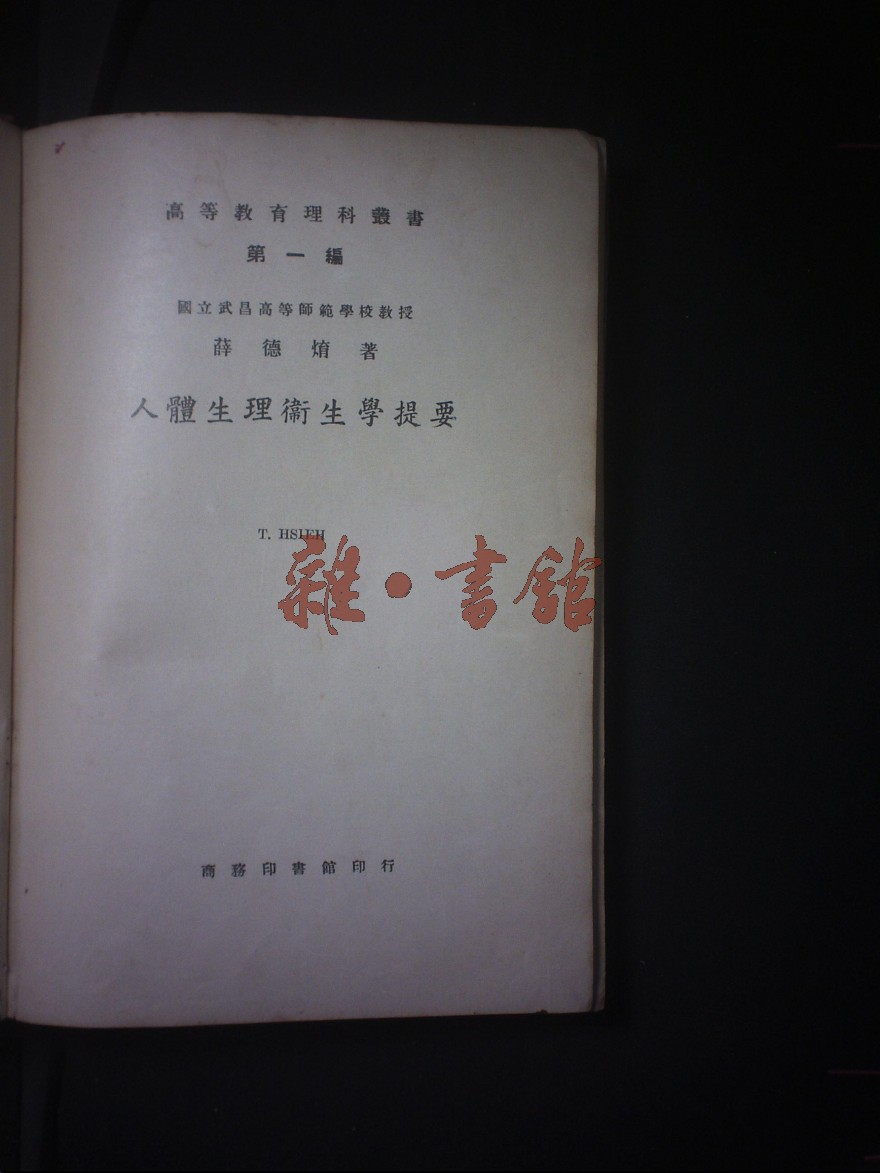 高等教育理科叢書
第一編
國立武昌高等師範學校教授
薛德焴著
人體生理衞生學提要
T. HSIEH
雜·書館
商務印書館印行